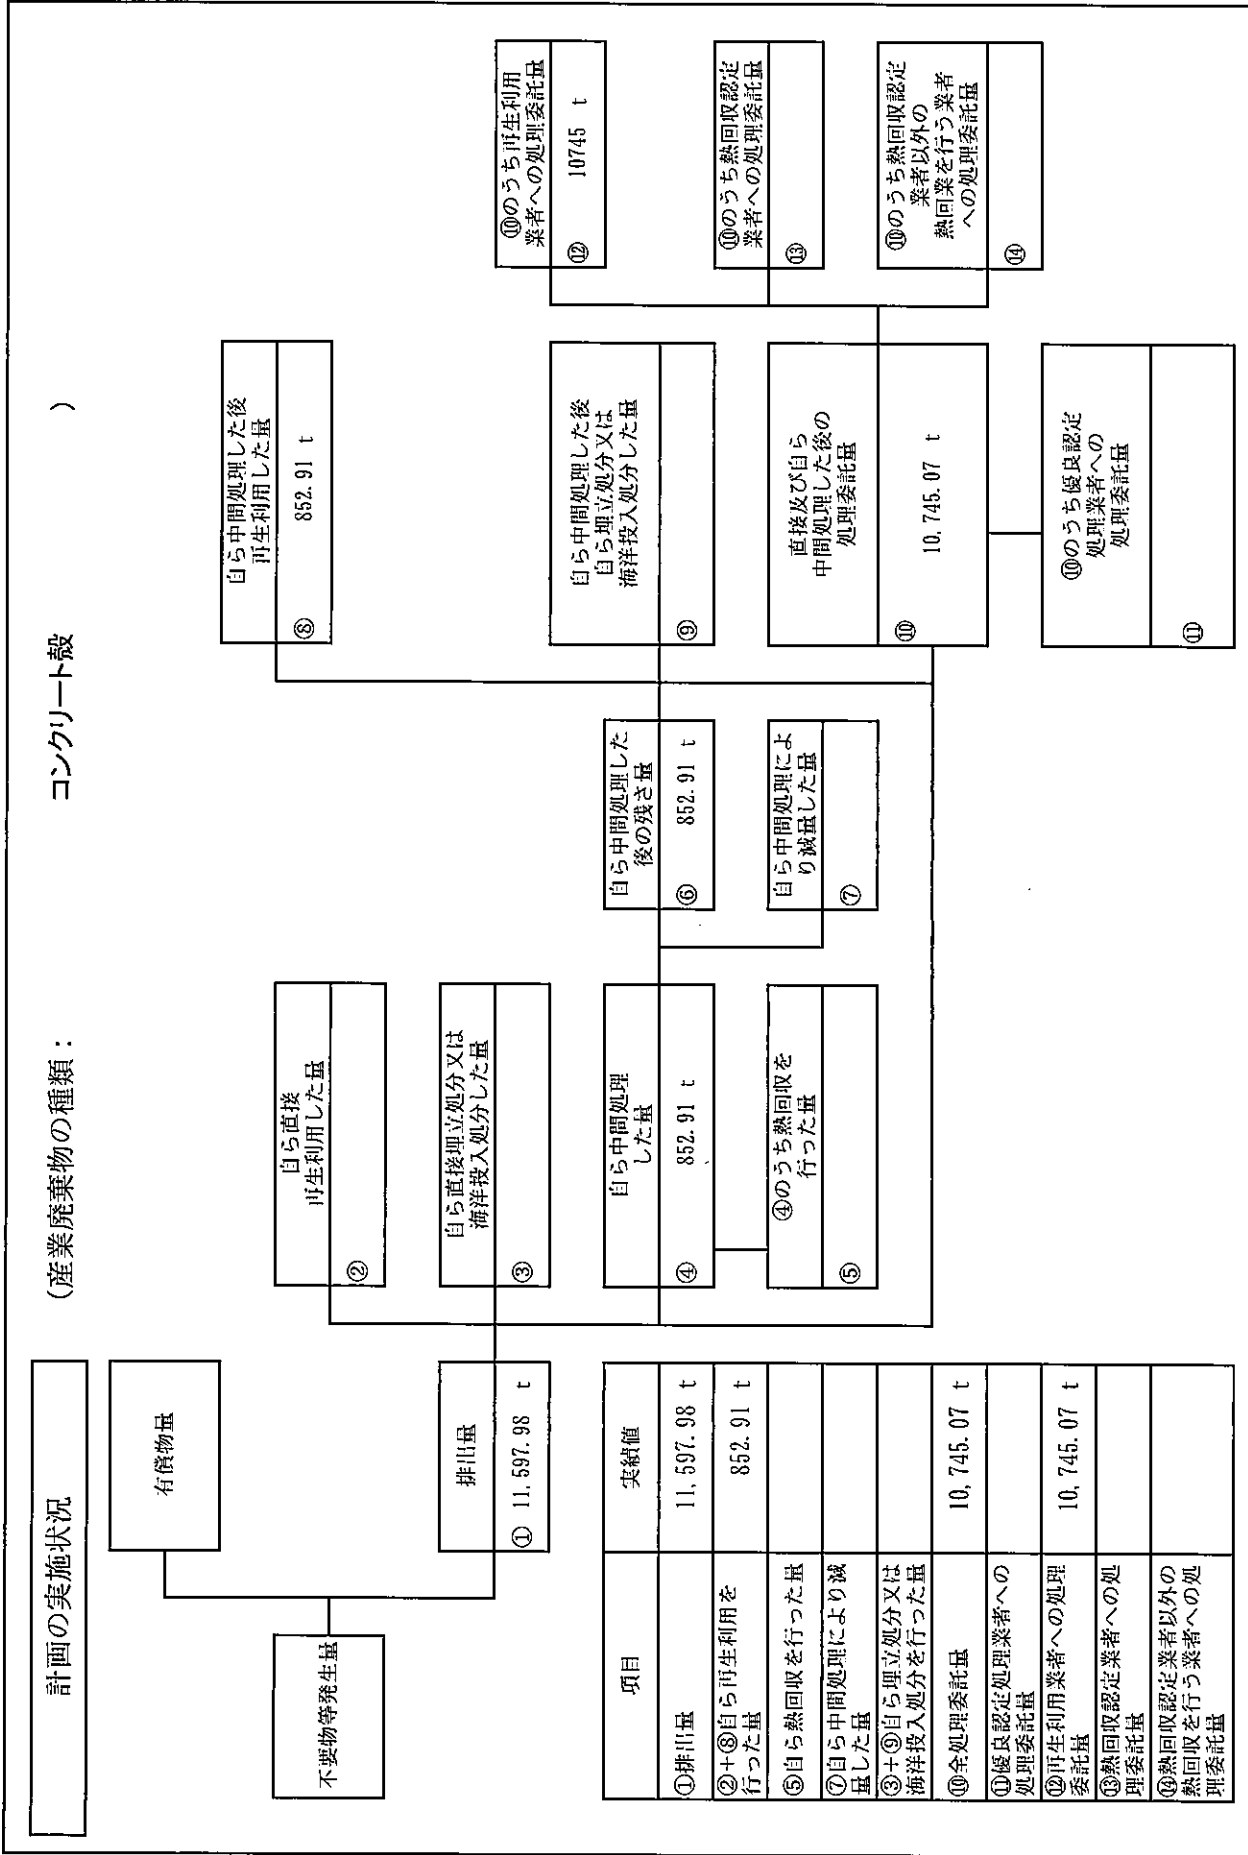 計画の実施状況
(産業廃棄物の種類：
コンクリート殻
)
有償物量
不要物等発生量
排出量
① 11,597.98 t
自ら直接
再生利用した量
②
自ら直接埋立処分又は
海洋投入処分した量
③
自ら中間処理
した量
④ 852.91 t
④のうち熱回収を
行った量
⑤
自ら中間処理した
後の残さ量
⑥ 852.91 t
自ら中間処理によ
り減量した量
⑦
自ら中間処理した後
再生利用した量
⑧ 852.91 t
自ら中間処理した後
自ら埋立処分又は
海洋投入処分した量
⑨
直接及び自ら
中間処理した後の
処理委託量
⑩ 10,745.07 t
⑩のうち優良認定
処理業者への
処理委託量
⑪
⑩のうち再生利用
業者への処理委託量
⑫ 10745 t
⑩のうち熱回収認定
業者への処理委託量
⑬
⑩のうち熱回収認定
業者以外の
熱回業を行う業者
への処理委託量
⑭
項目 実績値
①排出量 11,597.98 t
②+⑧自ら再生利用を
行った量 852.91 t
⑤自ら熱回収を行った量
⑦自ら中間処理により減
量した量
③+⑨自ら埋立処分又は
海洋投入処分を行った量
⑩全処理委託量 10,745.07 t
⑪優良認定処理業者への
処理委託量
⑫再生利用業者への処理
委託量 10,745.07 t
⑬熱回収認定業者への処
理委託量
⑭熱回収認定業者以外の
熱回収を行う業者への処
理委託量